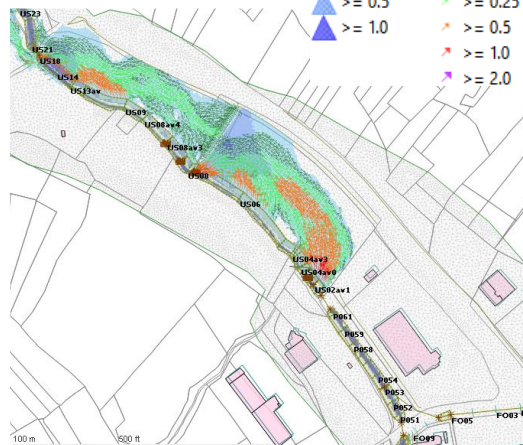 >= 0.5
>= 0.25
>= 1.0
>= 0.5
>= 1.0
>= 2.0
US23
US21
US18
US14
US13av
US09
US08av4
US08av3
US08
US06
US04av3
US04av0
US02av1
P061
P059
P058
P054
P053
P052
P051
FO05
FO03
FO09
100 m
500 ft